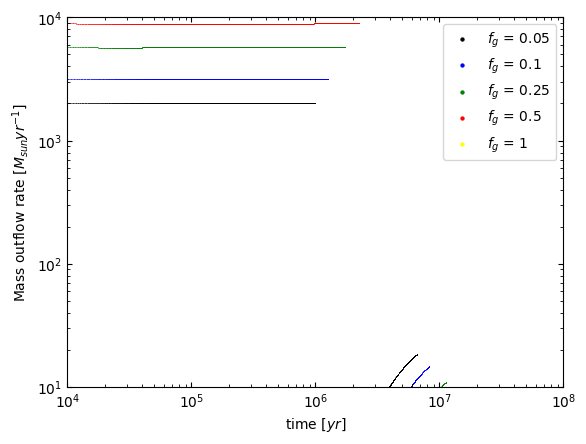 10^4
10^3
10^2
10^1
10^4 10^5 10^6 10^7 10^8
Mass outflow rate [M_{sun}yr^{-1}]
time [yr]
f_g = 0.05
f_g = 0.1
f_g = 0.25
f_g = 0.5
f_g = 1